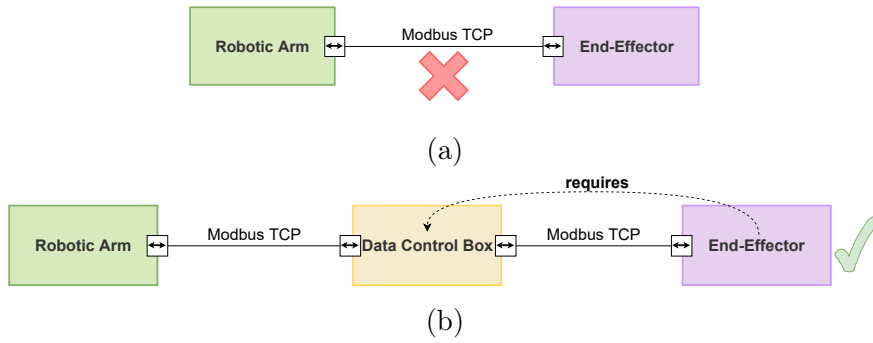 Modbus TCP
Robotic Arm
End-Effector
(a)
requires
Modbus TCP
Modbus TCP
Robotic Arm
Data Control Box
End-Effector
(b)